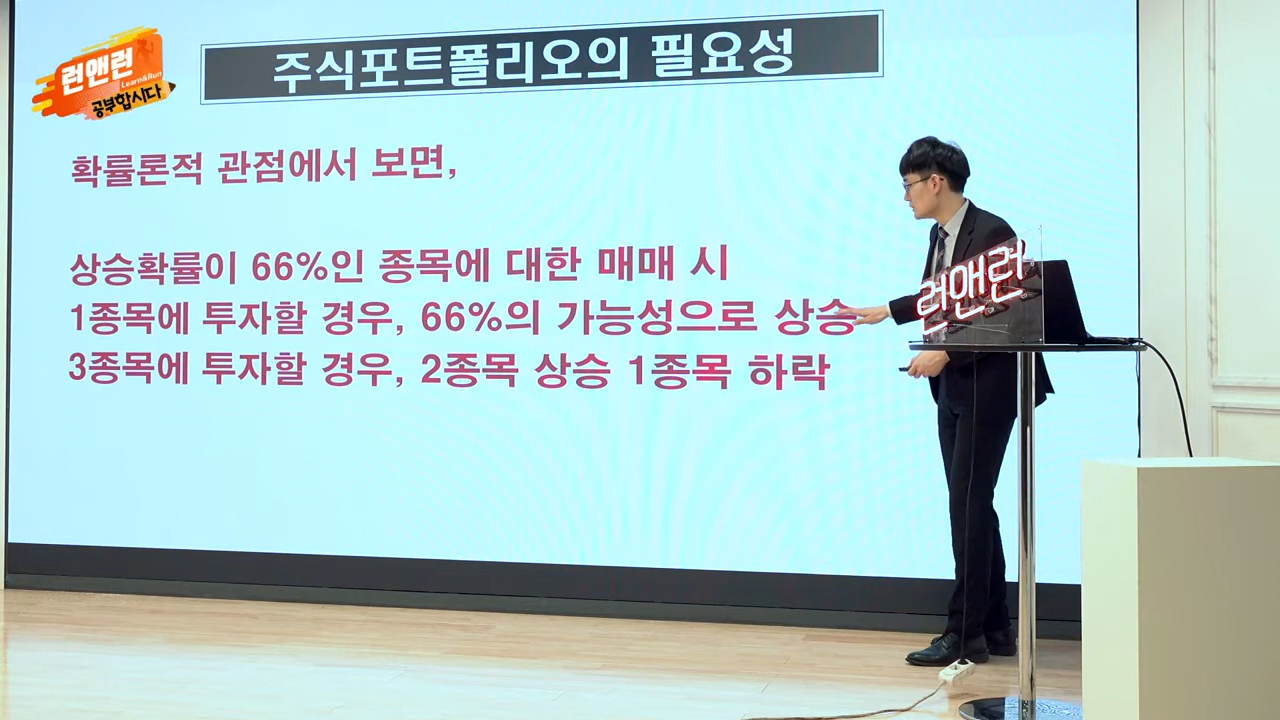 런앤런
Learn&Run
공부합시다
주식포트폴리오의 필요성
확률론적 관점에서 보면,
상승확률이 66%인 종목에 대한 매매 시
1종목에 투자할 경우, 66%의 가능성으로 상승
3종목에 투자할 경우, 2종목 상승 1종목 하락
런앤런